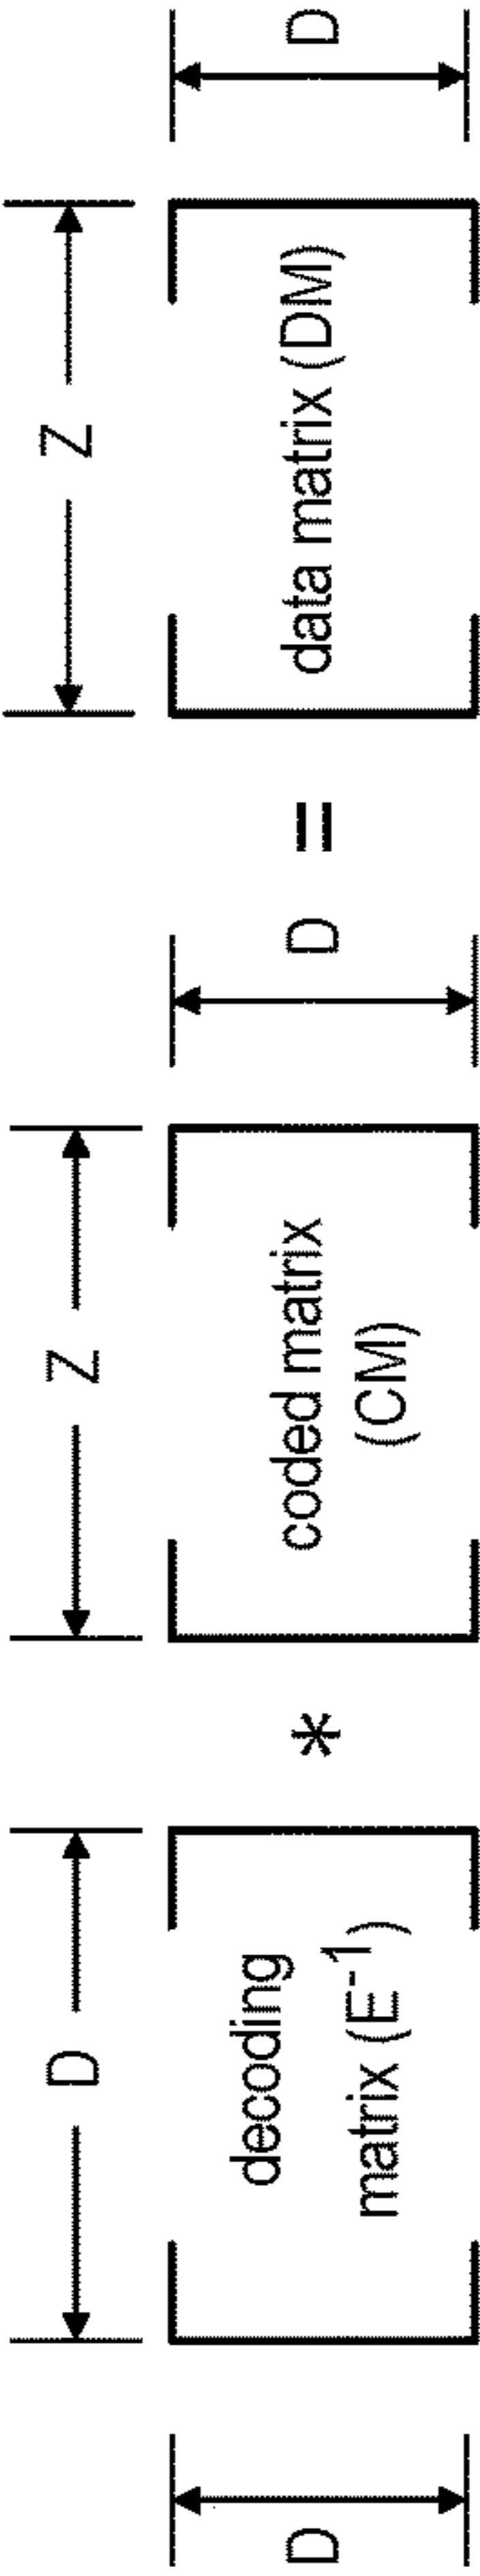 D
D
decoding
matrix (E-1)
*
Z
coded matrix
(CM)
D
=
Z
data matrix (DM)
D